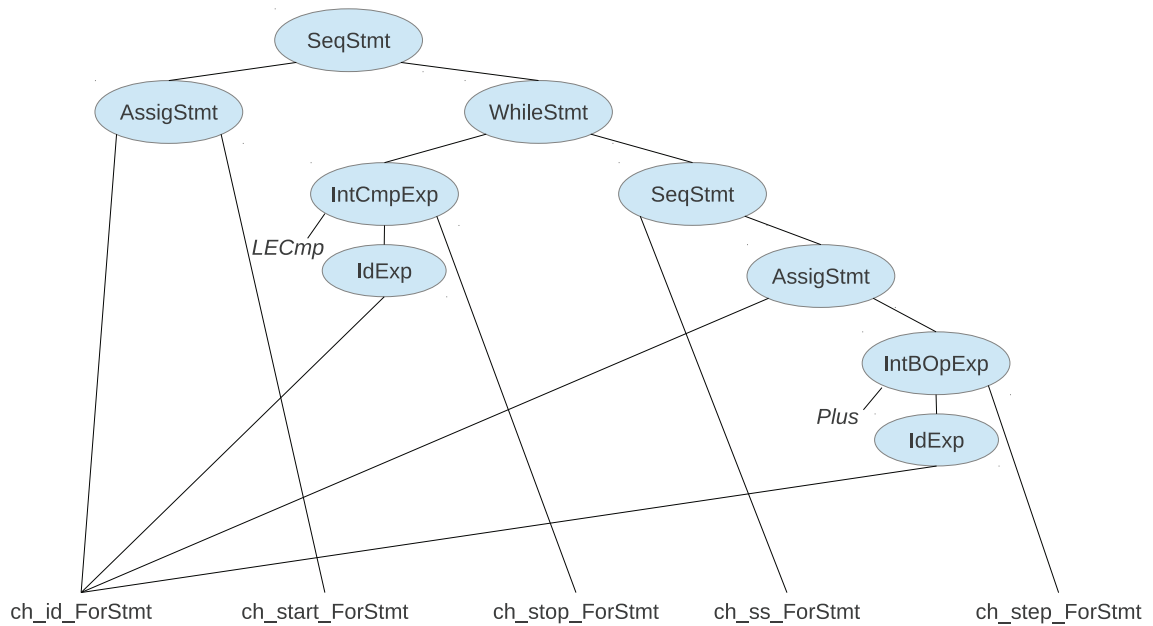 SeqStmt
AssigStmt
WhileStmt
IntCmpExp
SeqStmt
LECmp
IdExp
AssigStmt
IntBOpExp
Plus
IdExp
ch_id_ForStmt
ch_start_ForStmt
ch_stop_ForStmt
ch_ss_ForStmt
ch_step_ForStmt